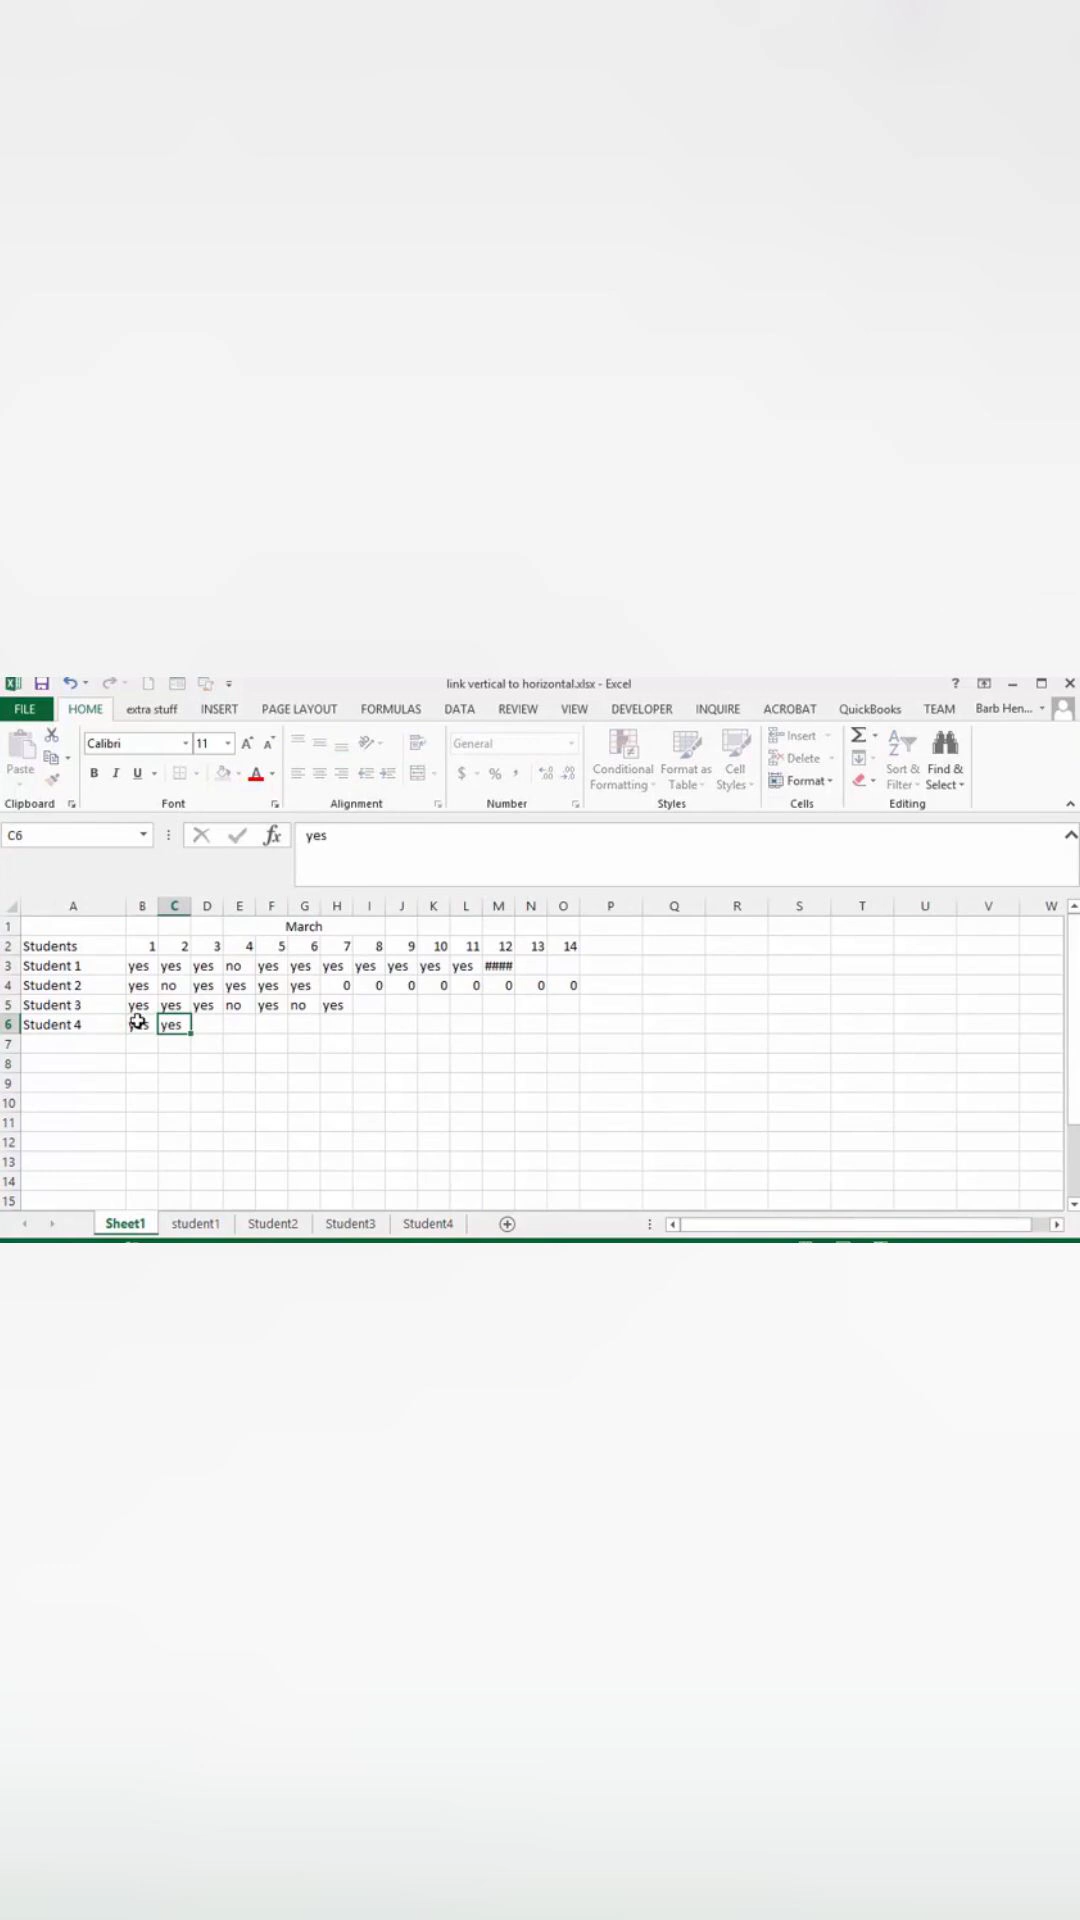 link vertical to horizontal.xlsx - Excel
FILE HOME extra stuff INSERT PAGE LAYOUT FORMULAS DATA REVIEW VIEW DEVELOPER INQUIRE ACROBAT QuickBooks TEAM Barb Hen...
Paste
Calibri 11
B I U A
General
$ % ,
Conditional Formatting
Format as Table
Cell Styles
Insert
Delete
Format
Sort & Filter
Find & Select
Clipboard Font Alignment Number Styles Cells Editing
C6 fx yes
A B C D E F G H I J K L M N O P Q R S T U V W
1 March
2 Students 1 2 3 4 5 6 7 8 9 10 11 12 13 14
3 Student 1 yes yes yes no yes yes yes yes yes yes yes ####
4 Student 2 yes no yes yes yes yes 0 0 0 0 0 0 0 0
5 Student 3 yes yes yes no yes no yes
6 Student 4 yes
7
8
9
10
11
12
13
14
15
Sheet1 student1 Student2 Student3 Student4